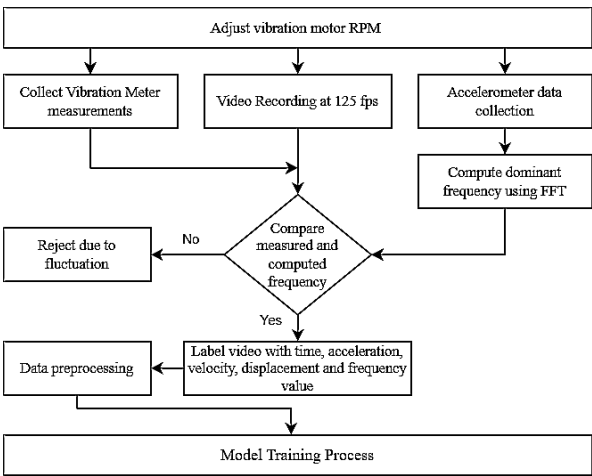 Adjust vibration motor RPM
Collect Vibration Meter
measurements
Video Recording at 125 fps
Accelerometer data
collection
Compute dominant
frequency using FFT
Compare
measured and
computed
frequency
No
Reject due to
fluctuation
Yes
Label video with time, acceleration,
velocity, displacement and frequency
value
Data preprocessing
Model Training Process